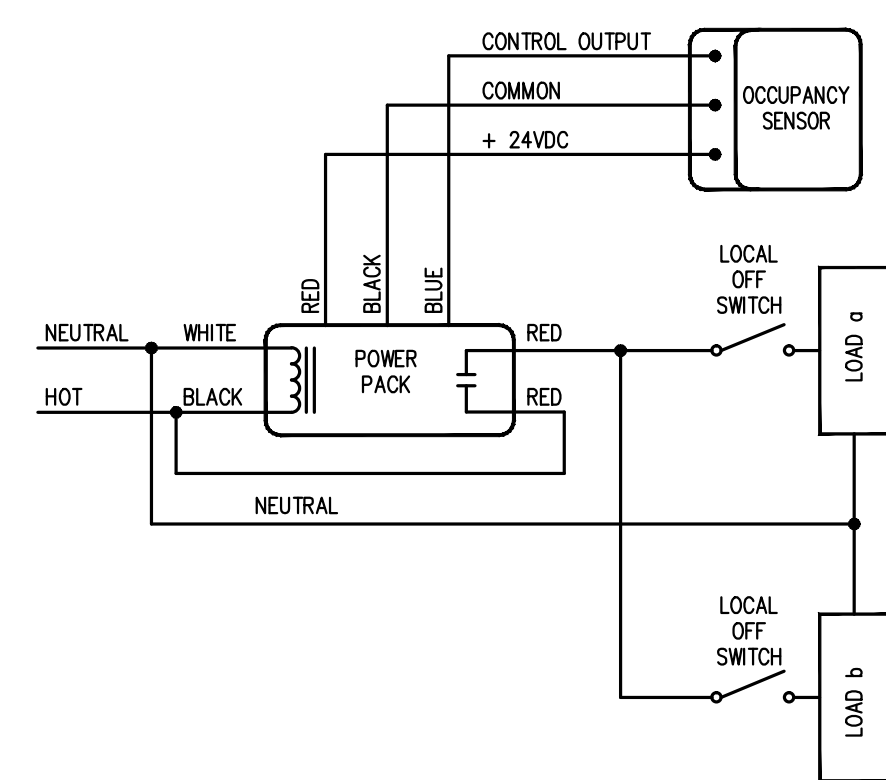 CONTROL OUTPUT
COMMON
+ 24VDC
OCCUPANCY
SENSOR
RED
BLACK
BLUE
LOCAL
OFF
SWITCH
LOAD a
NEUTRAL
WHITE
POWER
PACK
RED
HOT
BLACK
RED
NEUTRAL
LOCAL
OFF
SWITCH
LOAD b